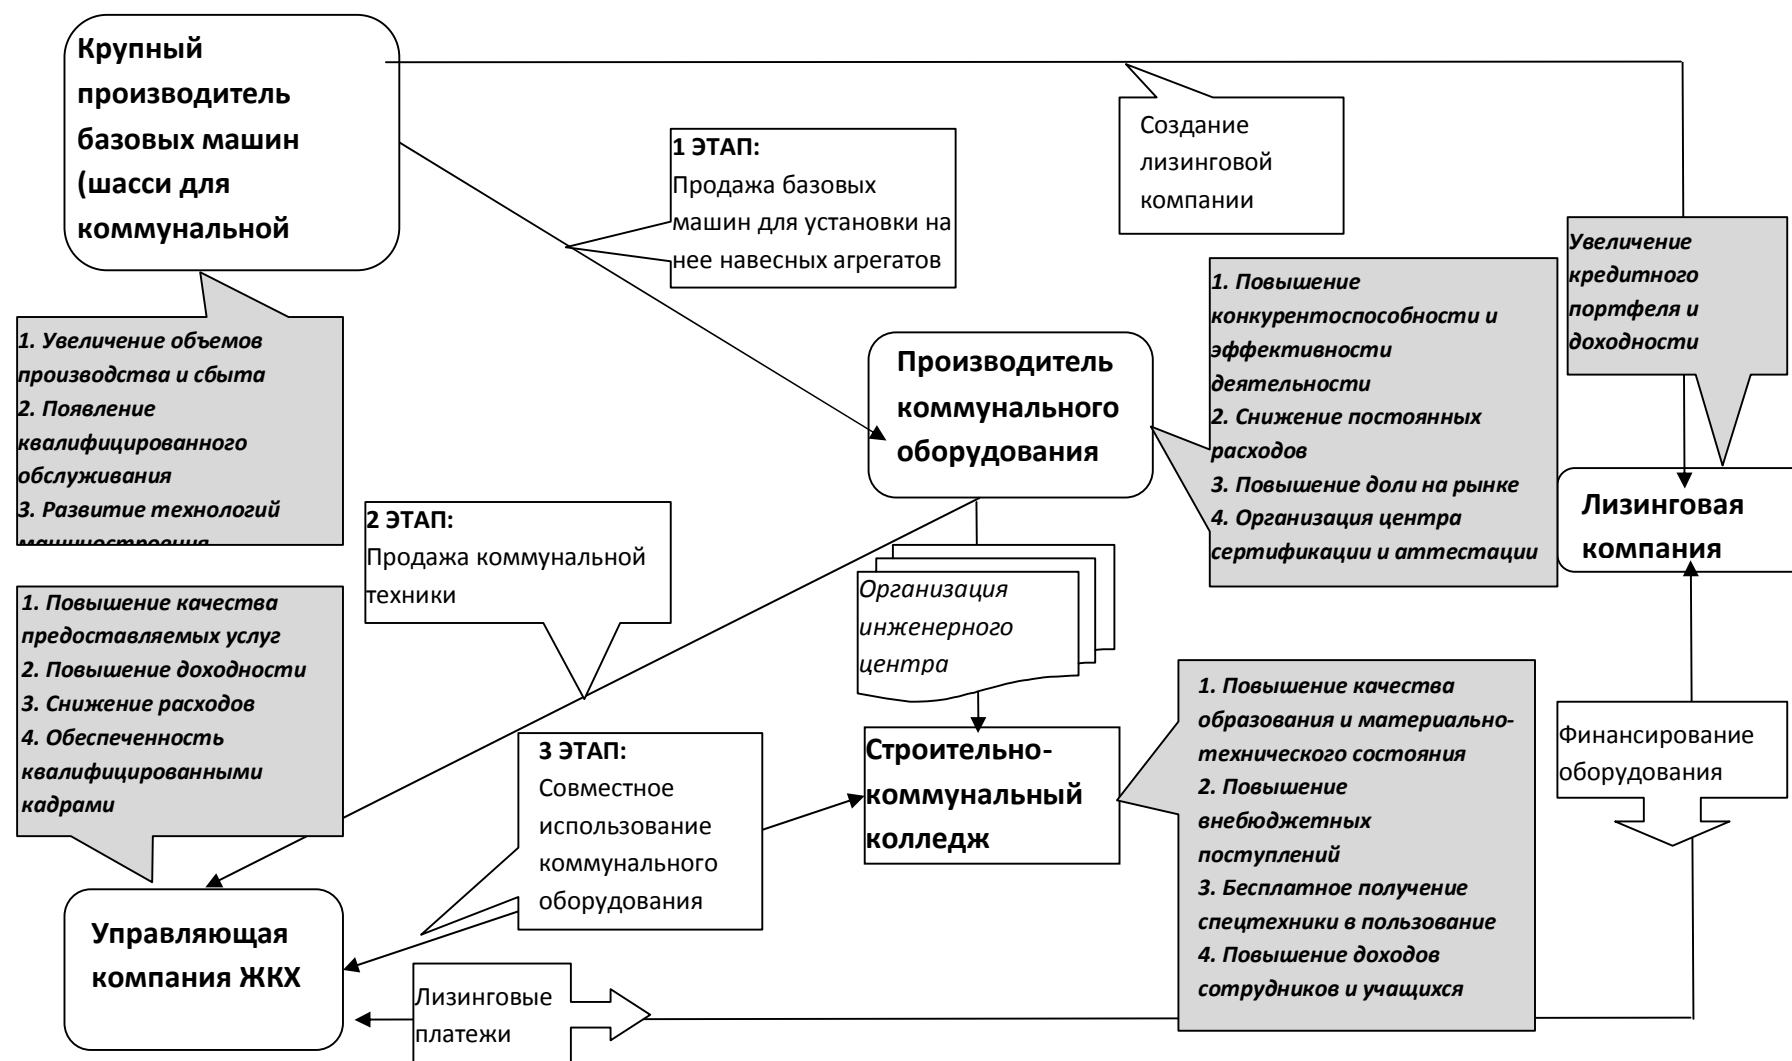 Крупный
производитель
базовых машин
(шасси для
коммунальной
1 ЭТАП:
Продажа базовых
машин для установки на
нее навесных агрегатов
Создание
лизинговой
компании
Увеличение
кредитного
портфеля и
доходности
1. Увеличение объемов
производства и сбыта
2. Появление
квалифицированного
обслуживания
3. Развитие технологий
машиностроения
Производитель
коммунального
оборудования
1. Повышение
конкурентоспособности и
эффективности
деятельности
2. Снижение постоянных
расходов
3. Повышение доли на рынке
4. Организация центра
сертификации и аттестации
Лизинговая
компания
2 ЭТАП:
Продажа коммунальной
техники
Организация
инженерного
центра
1. Повышение качества
предоставляемых услуг
2. Повышение доходности
3. Снижение расходов
4. Обеспеченность
квалифицированными
кадрами
3 ЭТАП:
Совместное
использование
коммунального
оборудования
Строительно-
коммунальный
колледж
1. Повышение качества
образования и материально-
технического состояния
2. Повышение
внебюджетных
поступлений
3. Бесплатное получение
спецтехники в пользование
4. Повышение доходов
сотрудников и учащихся
Финансирование
оборудования
Управляющая
компания ЖКХ
Лизинговые
платежи